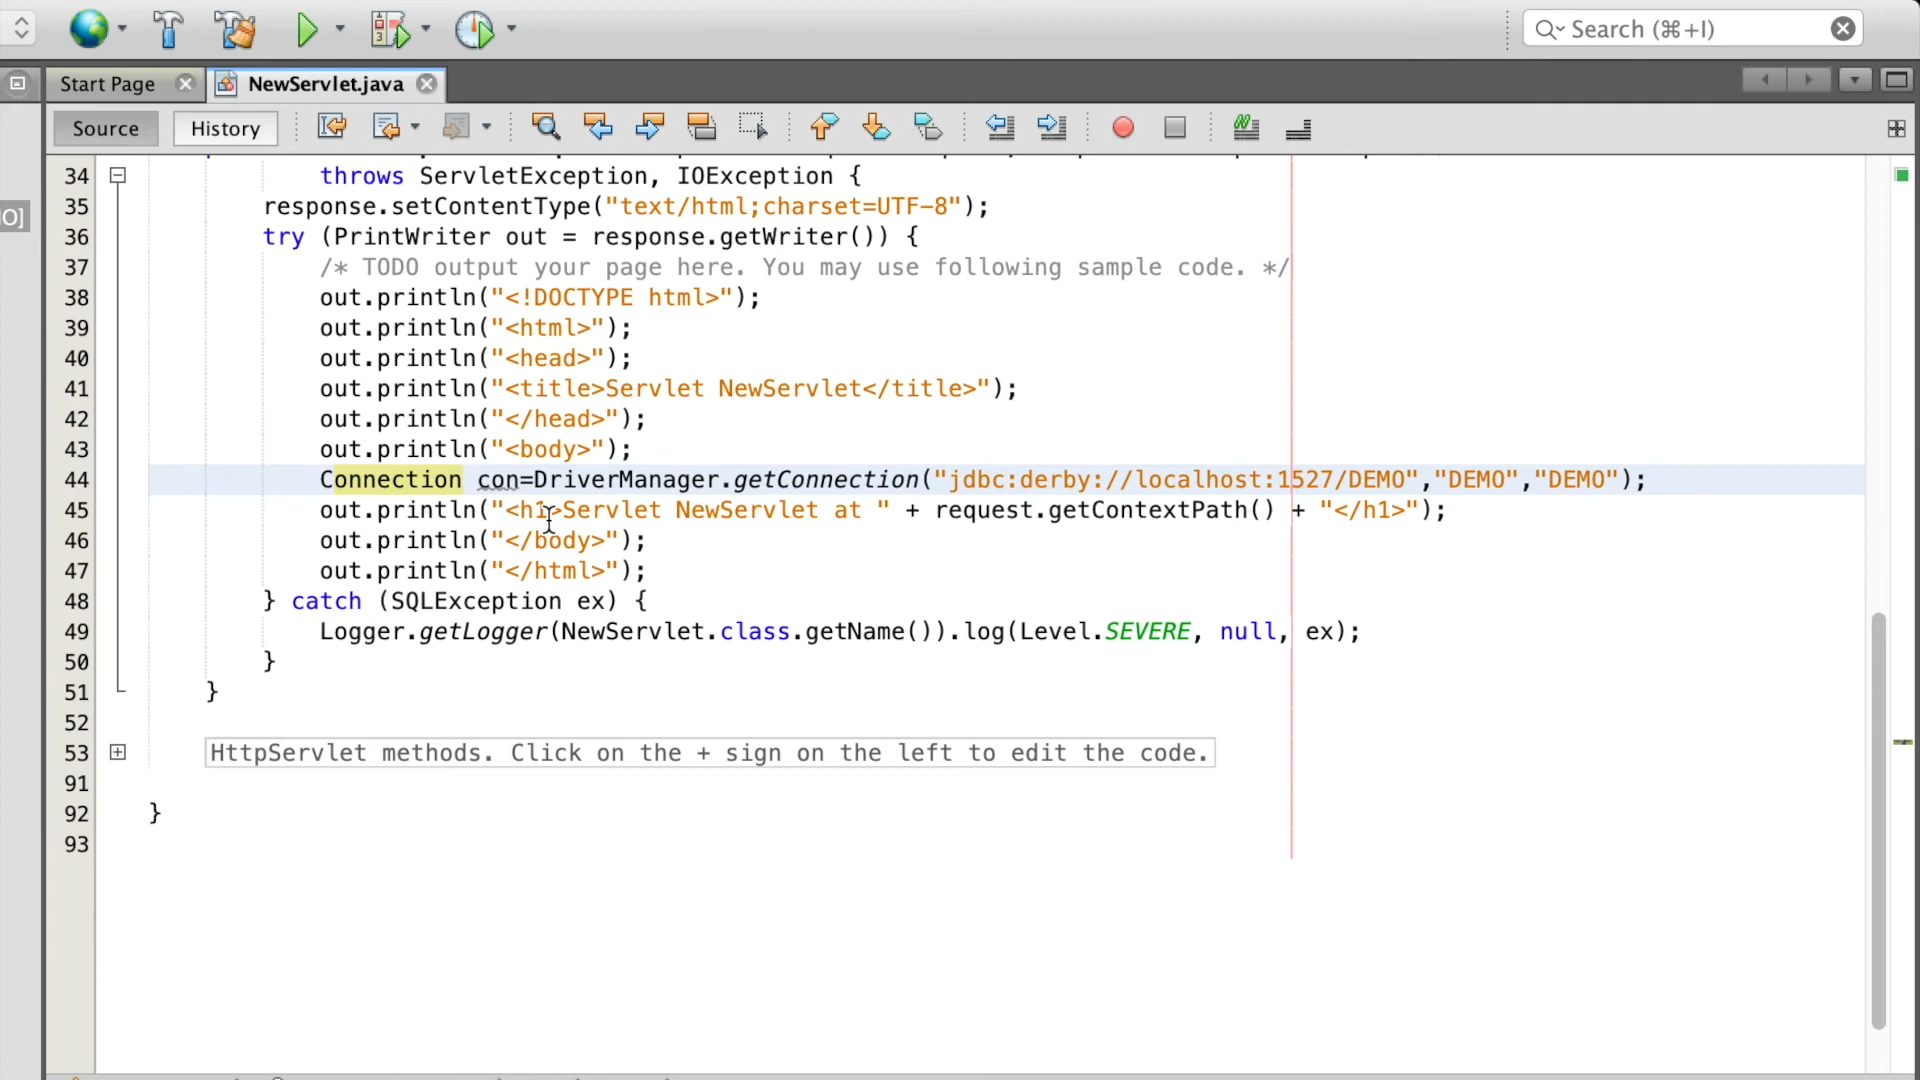 Search (⌘+I)
Start Page
NewServlet.java
Source
History
O]
34 throws ServletException, IOException {
35 response.setContentType("text/html;charset=UTF-8");
36 try (PrintWriter out = response.getWriter()) {
37 /* TODO output your page here. You may use following sample code. */
38 out.println("<!DOCTYPE html>");
39 out.println("<html>");
40 out.println("<head>");
41 out.println("<title>Servlet NewServlet</title>");
42 out.println("</head>");
43 out.println("<body>");
44 Connection con=DriverManager.getConnection("jdbc:derby://localhost:1527/DEMO","DEMO","DEMO");
45 out.println("<h1>Servlet NewServlet at " + request.getContextPath() + "</h1>");
46 out.println("</body>");
47 out.println("</html>");
48 } catch (SQLException ex) {
49 Logger.getLogger(NewServlet.class.getName()).log(Level.SEVERE, null, ex);
50 }
51 }
52
53 HttpServlet methods. Click on the + sign on the left to edit the code.
91
92 }
93